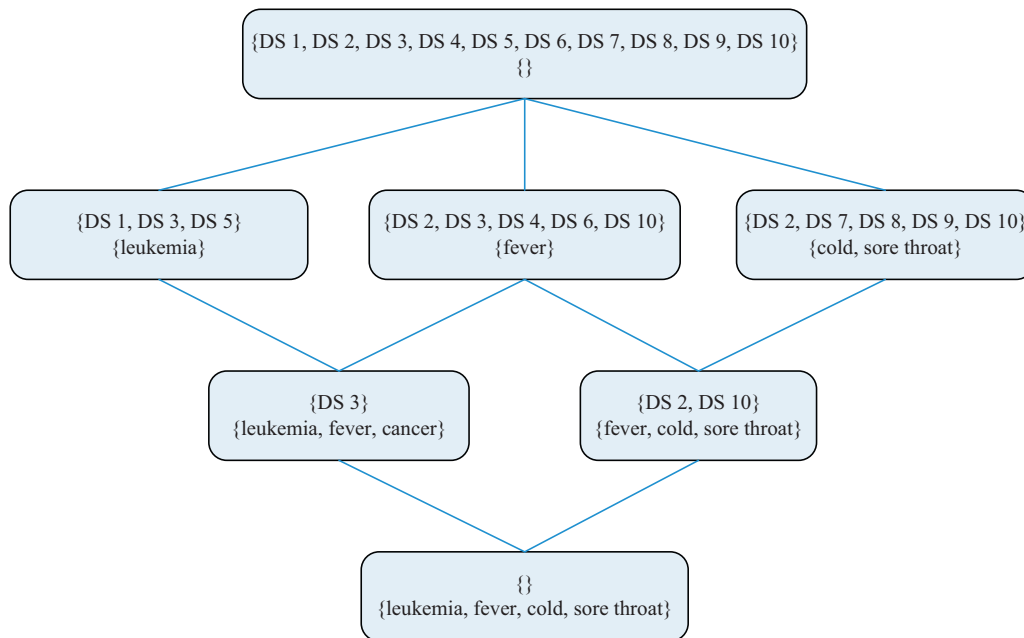 {DS 1, DS 2, DS 3, DS 4, DS 5, DS 6, DS 7, DS 8, DS 9, DS 10}
{}
{DS 1, DS 3, DS 5}
{leukemia}
{DS 2, DS 3, DS 4, DS 6, DS 10}
{fever}
{DS 2, DS 7, DS 8, DS 9, DS 10}
{cold, sore throat}
{DS 3}
{leukemia, fever, cancer}
{DS 2, DS 10}
{fever, cold, sore throat}
{}
{leukemia, fever, cold, sore throat}